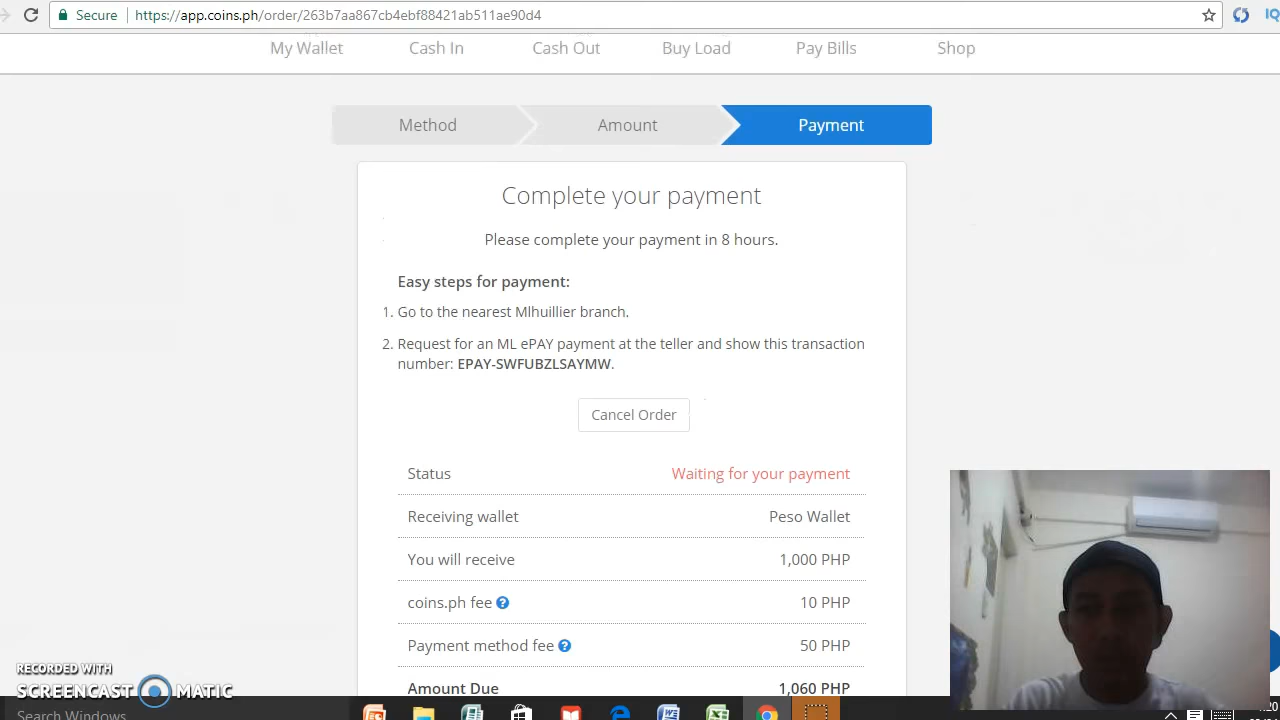 Secure https://app.coins.ph/order/263b7aa867cb4ebf88421ab511ae90d4
My Wallet Cash In Cash Out Buy Load Pay Bills Shop
Method Amount Payment
Complete your payment
Please complete your payment in 8 hours.
Easy steps for payment:
1. Go to the nearest Mlhuillier branch.
2. Request for an ML ePAY payment at the teller and show this transaction
number: EPAY-SWFUBZLSAYMW.
Cancel Order
Status Waiting for your payment
Receiving wallet Peso Wallet
You will receive 1,000 PHP
coins.ph fee ? 10 PHP
Payment method fee ? 50 PHP
Amount Due 1,060 PHP
RECORDED WITH
SCREENCAST MATIC
Search Windows